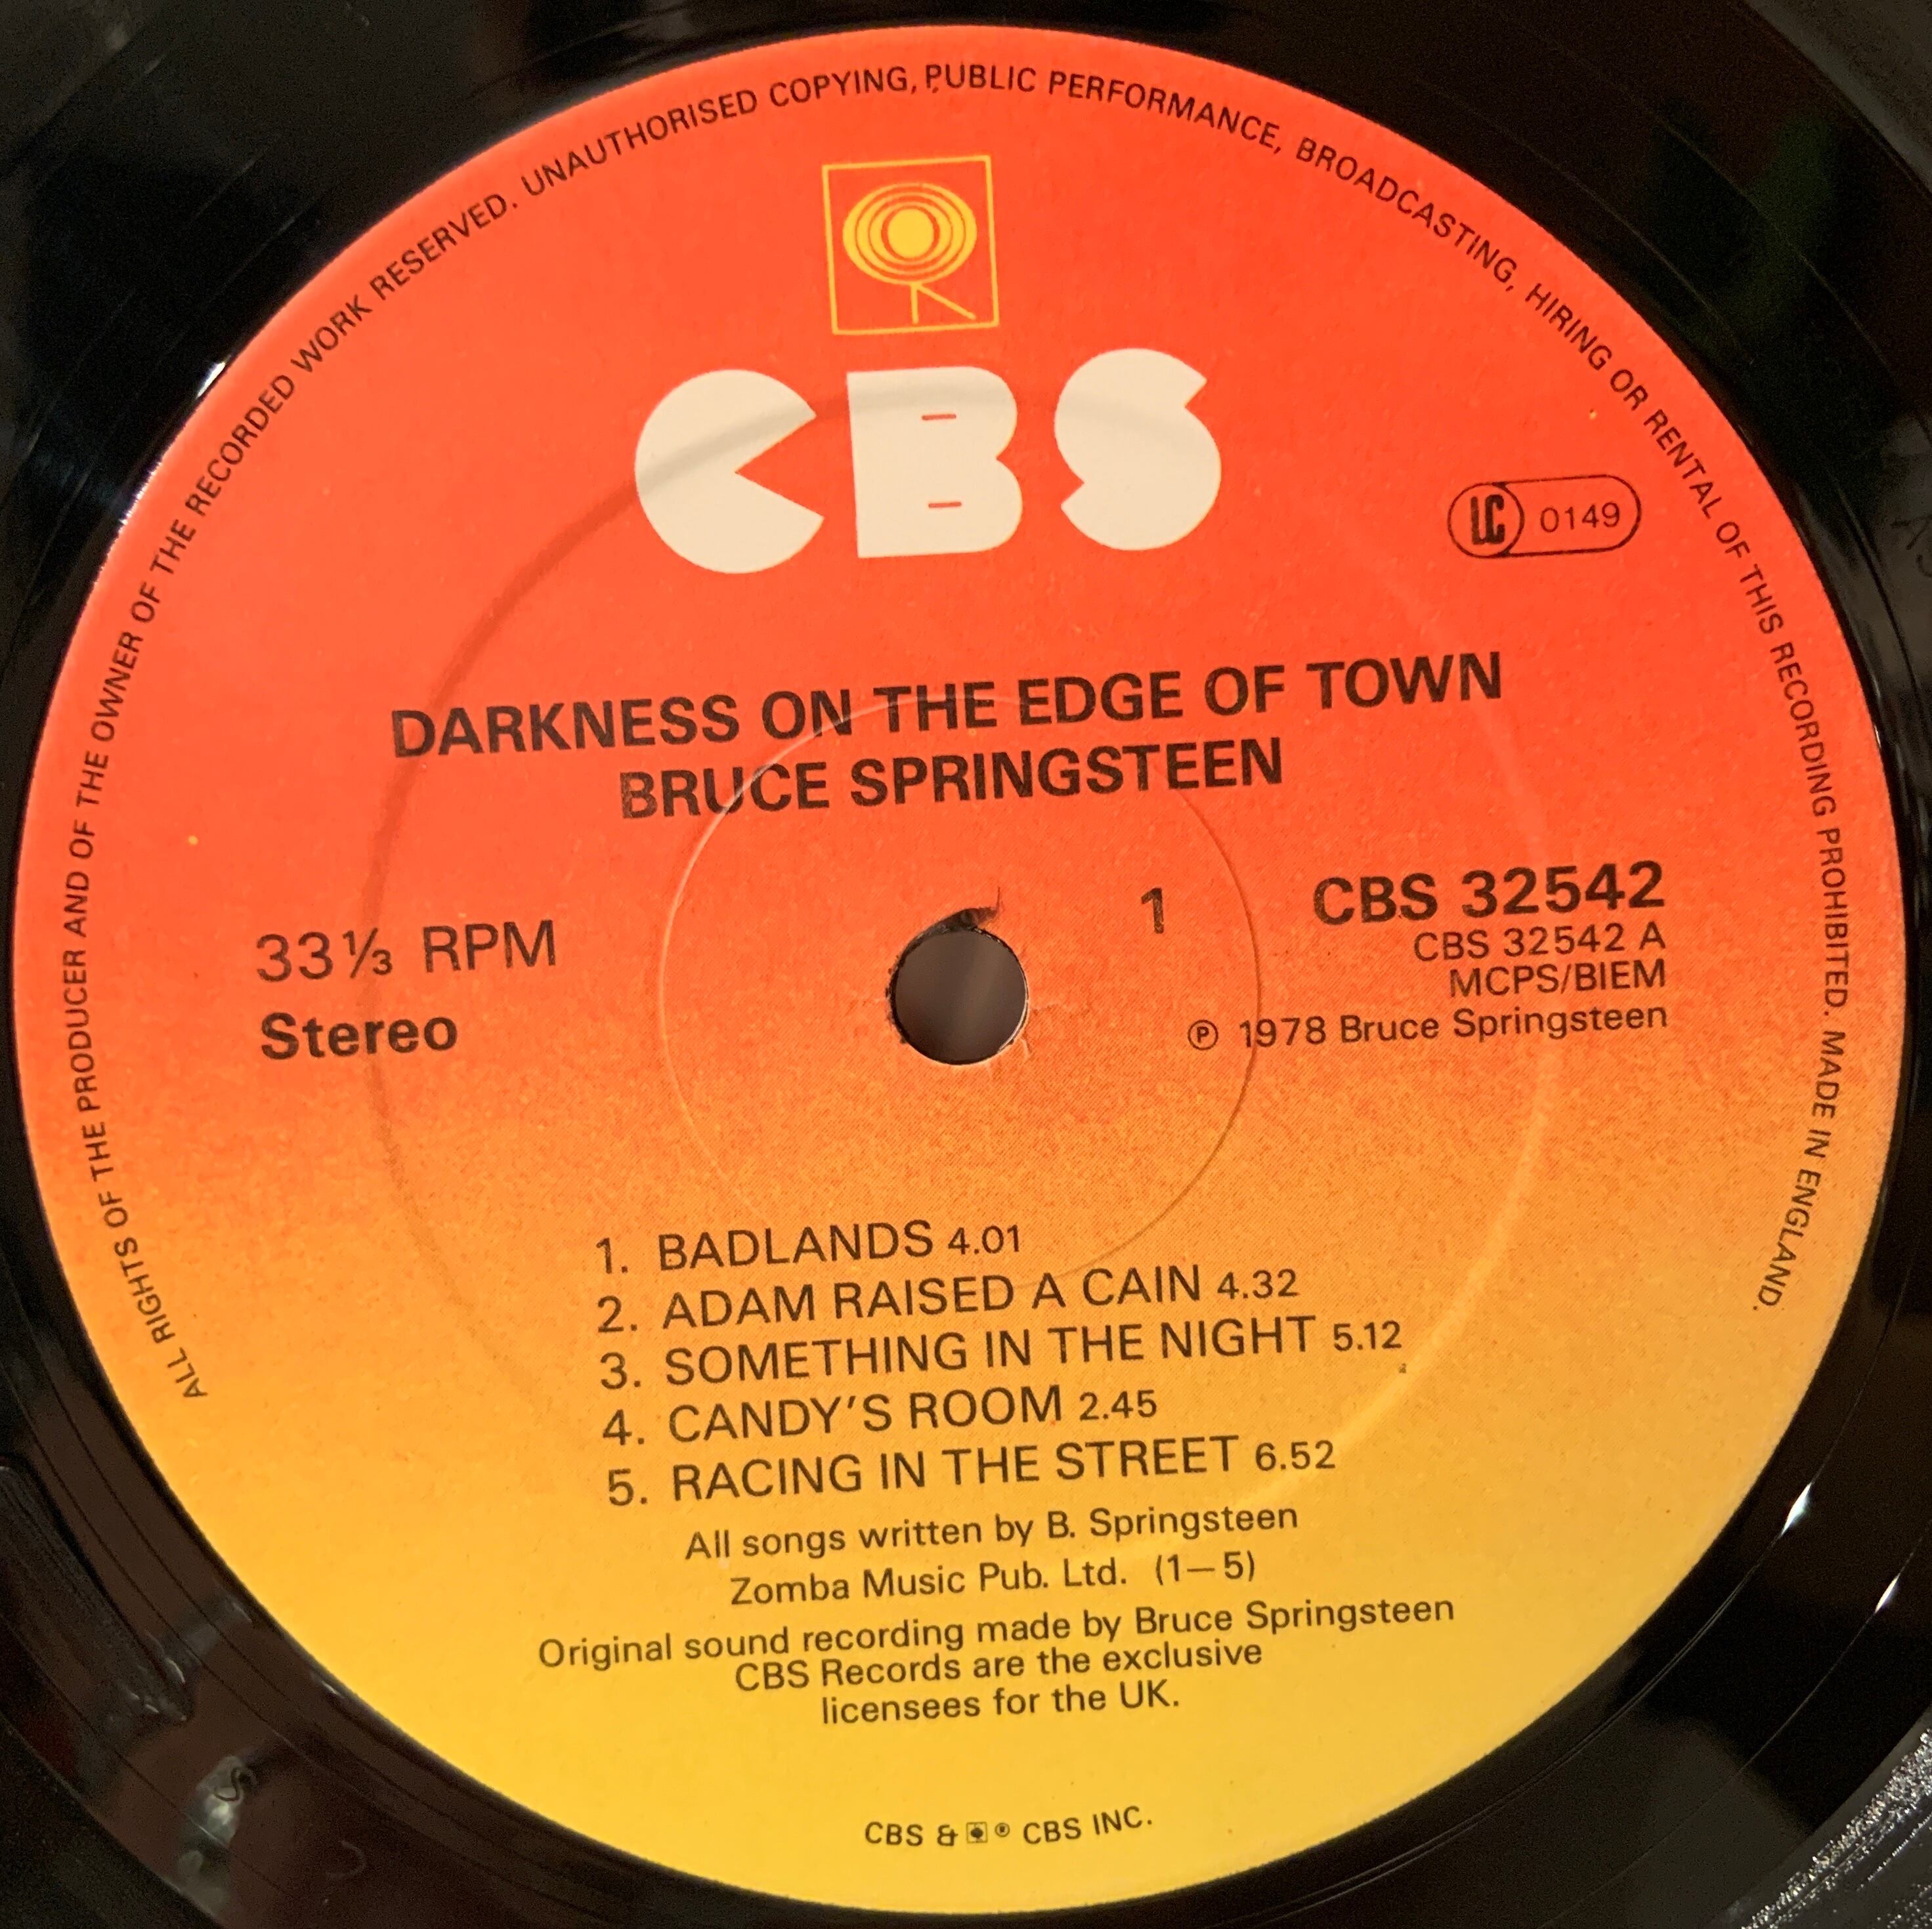 ALL RIGHTS OF THE PRODUCER AND OF THE OWNER OF THE RECORDED WORK RESERVED. UNAUTHORISED COPYING, PUBLIC PERFORMANCE, BROADCASTING, HIRING OR RENTAL OF THIS RECORDING PROHIBITED. MADE IN ENGLAND.
CBS
LC 0149
DARKNESS ON THE EDGE OF TOWN
BRUCE SPRINGSTEEN
33⅓ RPM
Stereo
1
CBS 32542
CBS 32542 A
MCPS/BIEM
℗ 1978 Bruce Springsteen
1. BADLANDS 4.01
2. ADAM RAISED A CAIN 4.32
3. SOMETHING IN THE NIGHT 5.12
4. CANDY'S ROOM 2.45
5. RACING IN THE STREET 6.52
All songs written by B. Springsteen
Zomba Music Pub. Ltd. (1—5)
Original sound recording made by Bruce Springsteen
CBS Records are the exclusive
licensees for the UK.
CBS & ® CBS INC.